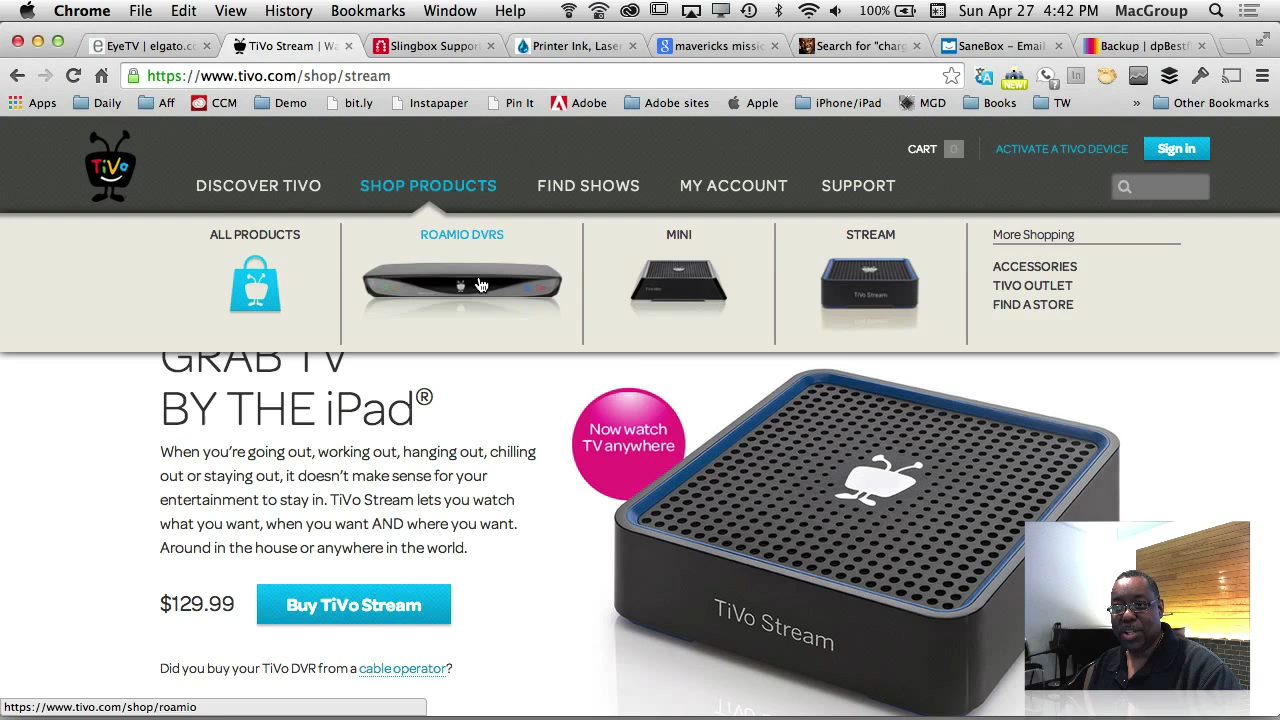 Chrome File Edit View History Bookmarks Window Help 100% Sun Apr 27 4:42 PM MacGroup
EyeTV | elgato.c
TiVo Stream | Wa
Slingbox Suppor
Printer Ink, Laser
mavericks missi
Search for "charg
SaneBox - Email
Backup | dpBestf
https://www.tivo.com/shop/stream
NEW!
?
in
Apps Daily Aff CCM Demo bit.ly Instapaper Pin It Adobe Adobe sites Apple iPhone/iPad MGD Books TW » Other Bookmarks
TiVo
CART 0 ACTIVATE A TIVO DEVICE Sign in
DISCOVER TIVO SHOP PRODUCTS FIND SHOWS MY ACCOUNT SUPPORT
ALL PRODUCTS
ROAMIO DVRS
MINI
STREAM
TiVo Stream
More Shopping
ACCESSORIES
TIVO OUTLET
FIND A STORE
GRAB TV
BY THE iPad®
When you're going out, working out, hanging out, chilling
out or staying out, it doesn't make sense for your
entertainment to stay in. TiVo Stream lets you watch
what you want, when you want AND where you want.
Around in the house or anywhere in the world.
$129.99 Buy TiVo Stream
Did you buy your TiVo DVR from a cable operator?
Now watch
TV anywhere
TiVo Stream
https://www.tivo.com/shop/roamio